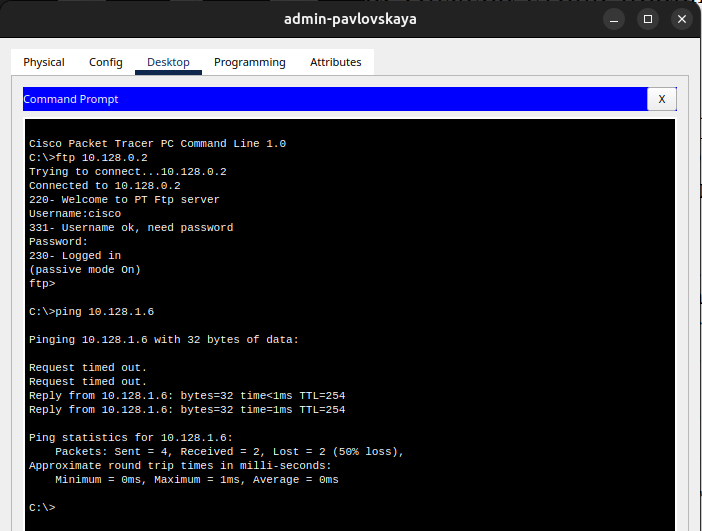 admin-pavlovskaya
Physical Config Desktop Programming Attributes
Command Prompt X
Cisco Packet Tracer PC Command Line 1.0
C:\>ftp 10.128.0.2
Trying to connect...10.128.0.2
Connected to 10.128.0.2
220- Welcome to PT Ftp server
Username:cisco
331- Username ok, need password
Password:
230- Logged in
(passive mode On)
ftp>
C:\>ping 10.128.1.6
Pinging 10.128.1.6 with 32 bytes of data:
Request timed out.
Request timed out.
Reply from 10.128.1.6: bytes=32 time<1ms TTL=254
Reply from 10.128.1.6: bytes=32 time=1ms TTL=254
Ping statistics for 10.128.1.6:
Packets: Sent = 4, Received = 2, Lost = 2 (50% loss),
Approximate round trip times in milli-seconds:
Minimum = 0ms, Maximum = 1ms, Average = 0ms
C:\>